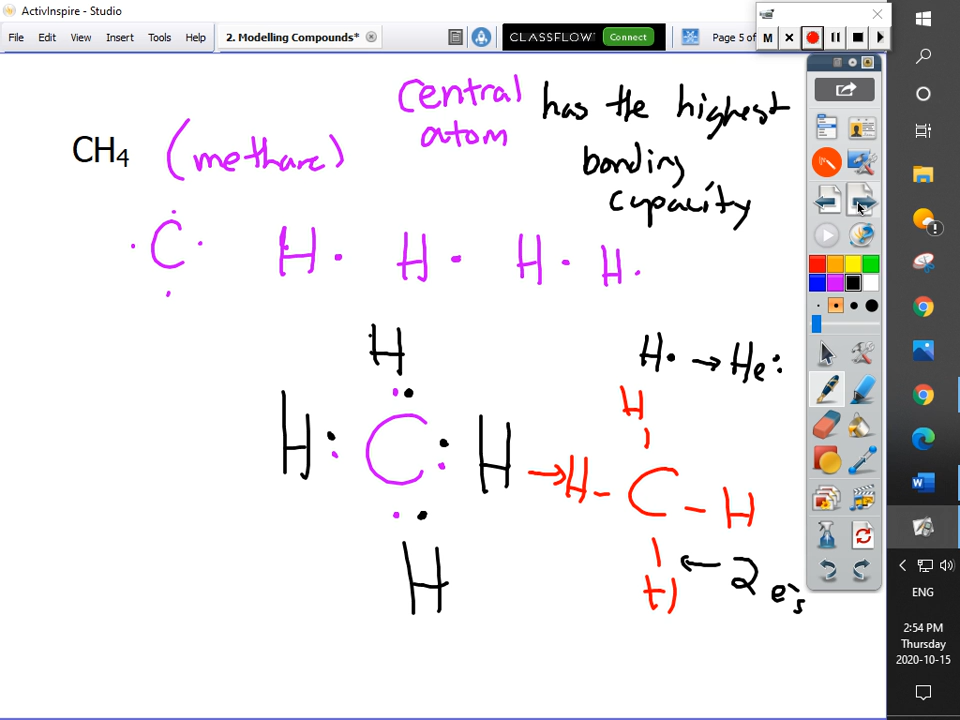 ActivInspire - Studio
File Edit View Insert Tools Help
2. Modelling Compounds*
CLASSFLOW Connect
Page 5 of
M
CH4 (methane)
central atom
has the highest
bonding
capacity
C H H H H
H
H C H
H
H → He
H
→ H - C - H
H
← 2 e-'s
ENG
2:54 PM
Thursday
2020-10-15